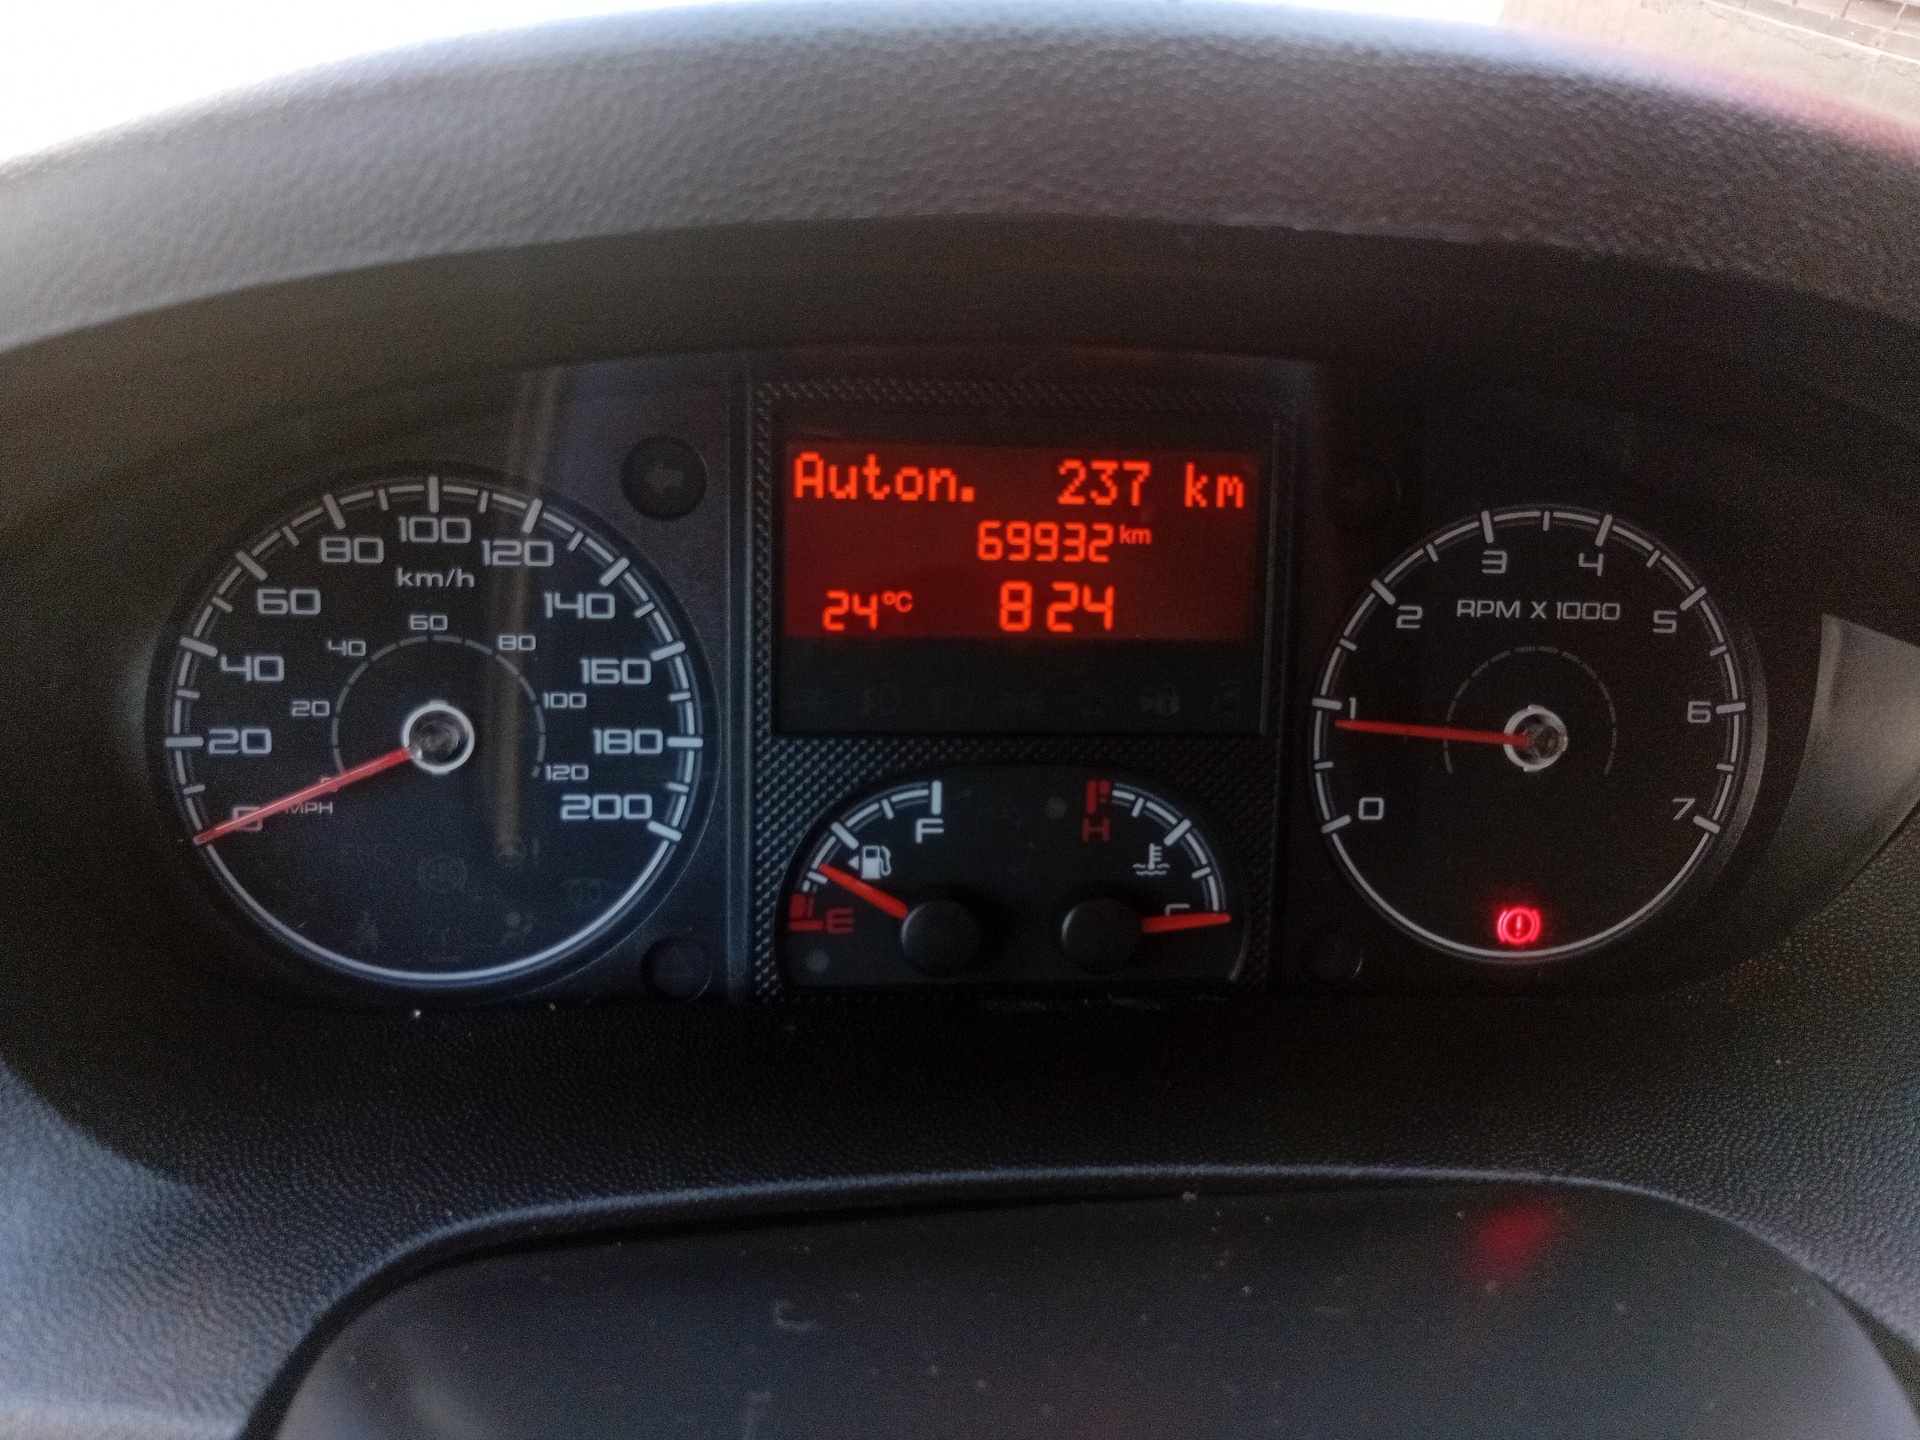 Auton. 237 km
69932 km
24°C 8 24
0 20 40 60 80 100 120 140 160 180 200
km/h
20 40 60 80 100 120
MPH
E F
H C
0 1 2 3 4 5 6 7
RPM X 1000